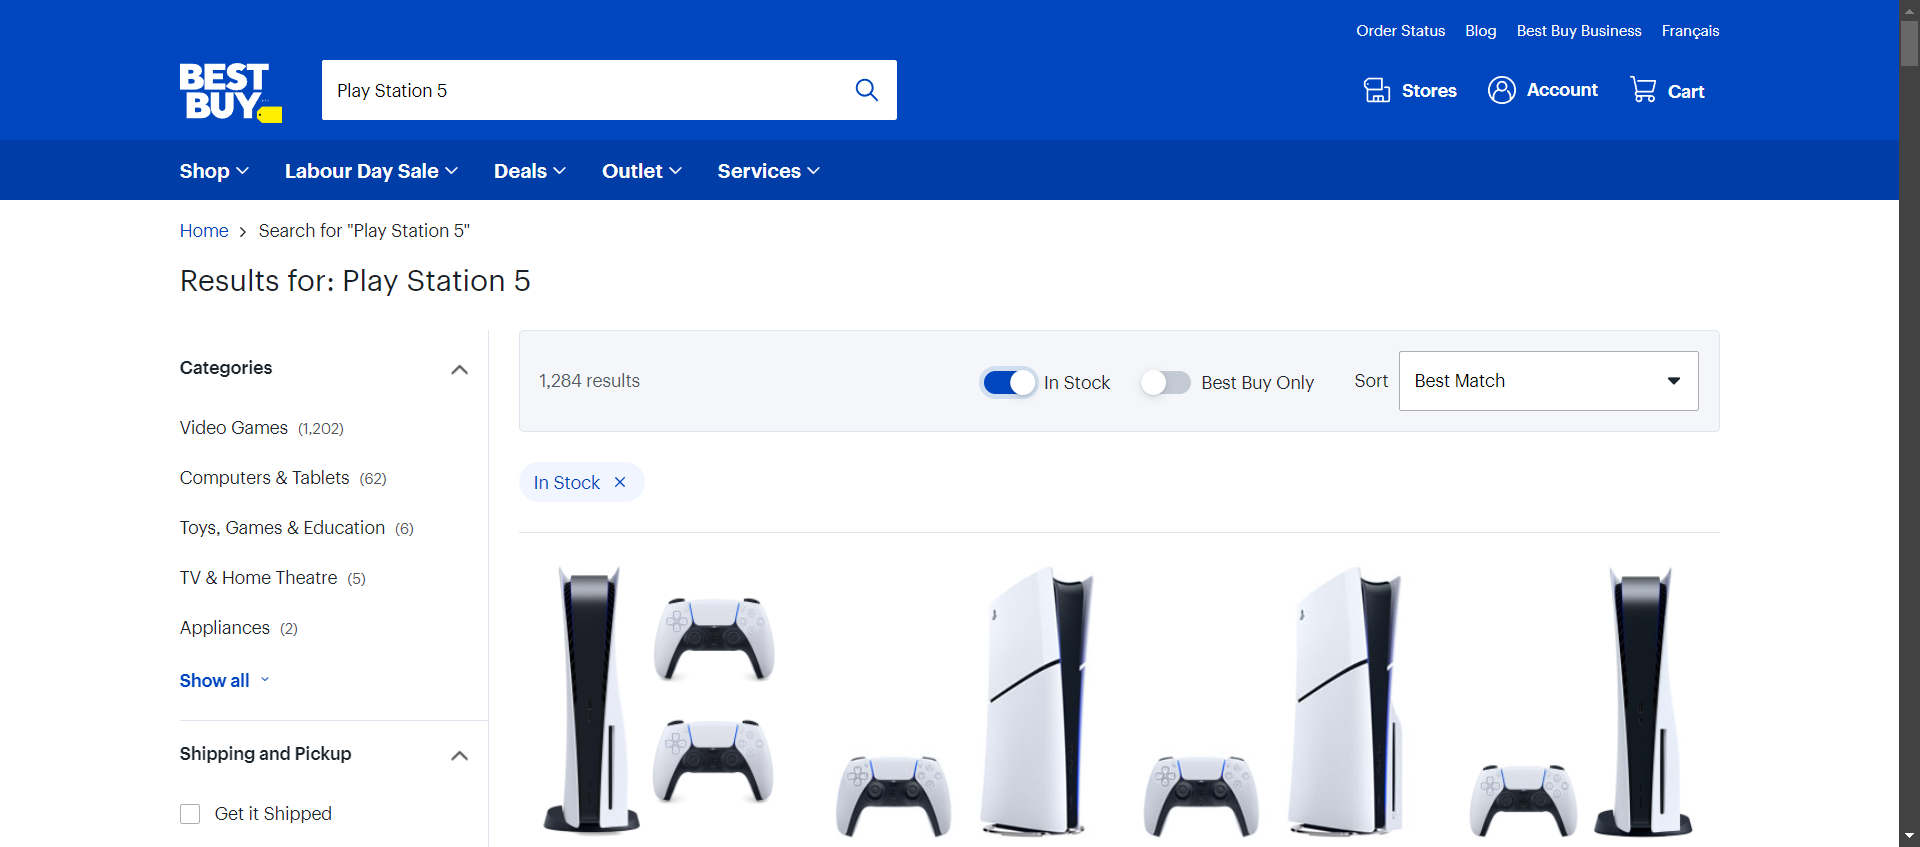 Order Status Blog Best Buy Business Français
BEST
BUY
Play Station 5
Stores Account Cart
Shop Labour Day Sale Deals Outlet Services
Home Search for "Play Station 5"
Results for: Play Station 5
Categories
Video Games (1,202)
Computers & Tablets (62)
Toys, Games & Education (6)
TV & Home Theatre (5)
Appliances (2)
Show all
Shipping and Pickup
Get it Shipped
1,284 results In Stock Best Buy Only Sort Best Match
In Stock